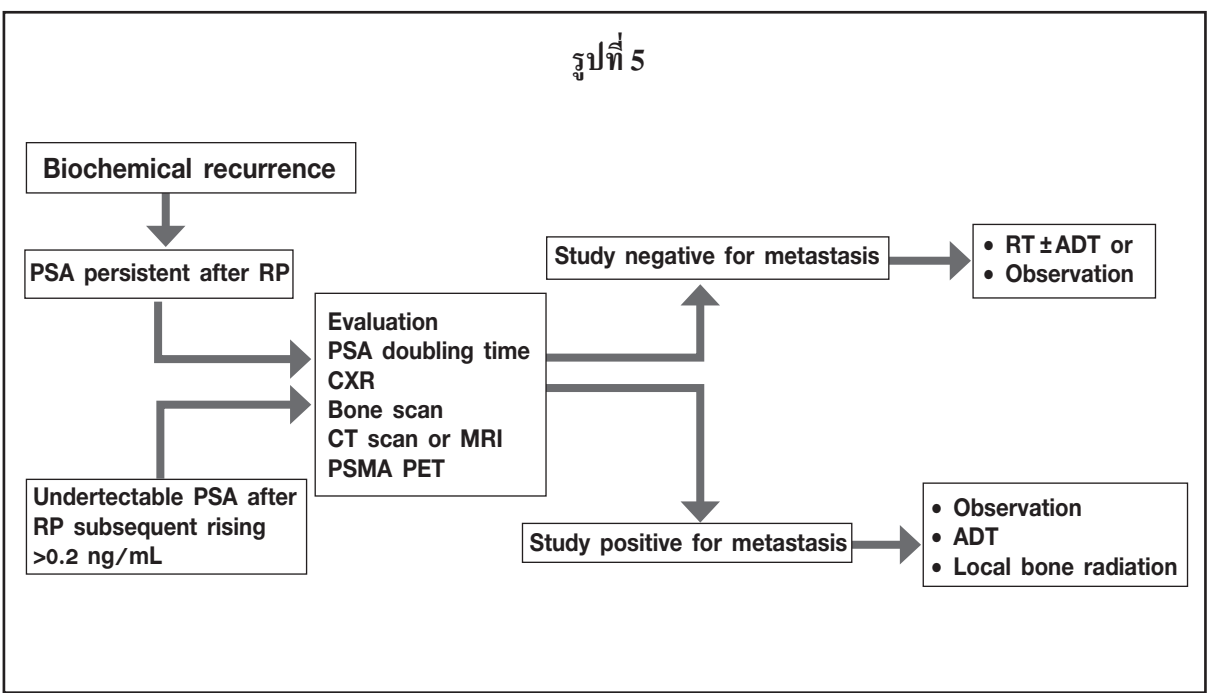 รูปที่ 5
Biochemical recurrence
PSA persistent after RP
Undertectable PSA after
RP subsequent rising
>0.2 ng/mL
Evaluation
PSA doubling time
CXR
Bone scan
CT scan or MRI
PSMA PET
Study negative for metastasis
• RT ± ADT or
• Observation
Study positive for metastasis
• Observation
• ADT
• Local bone radiation